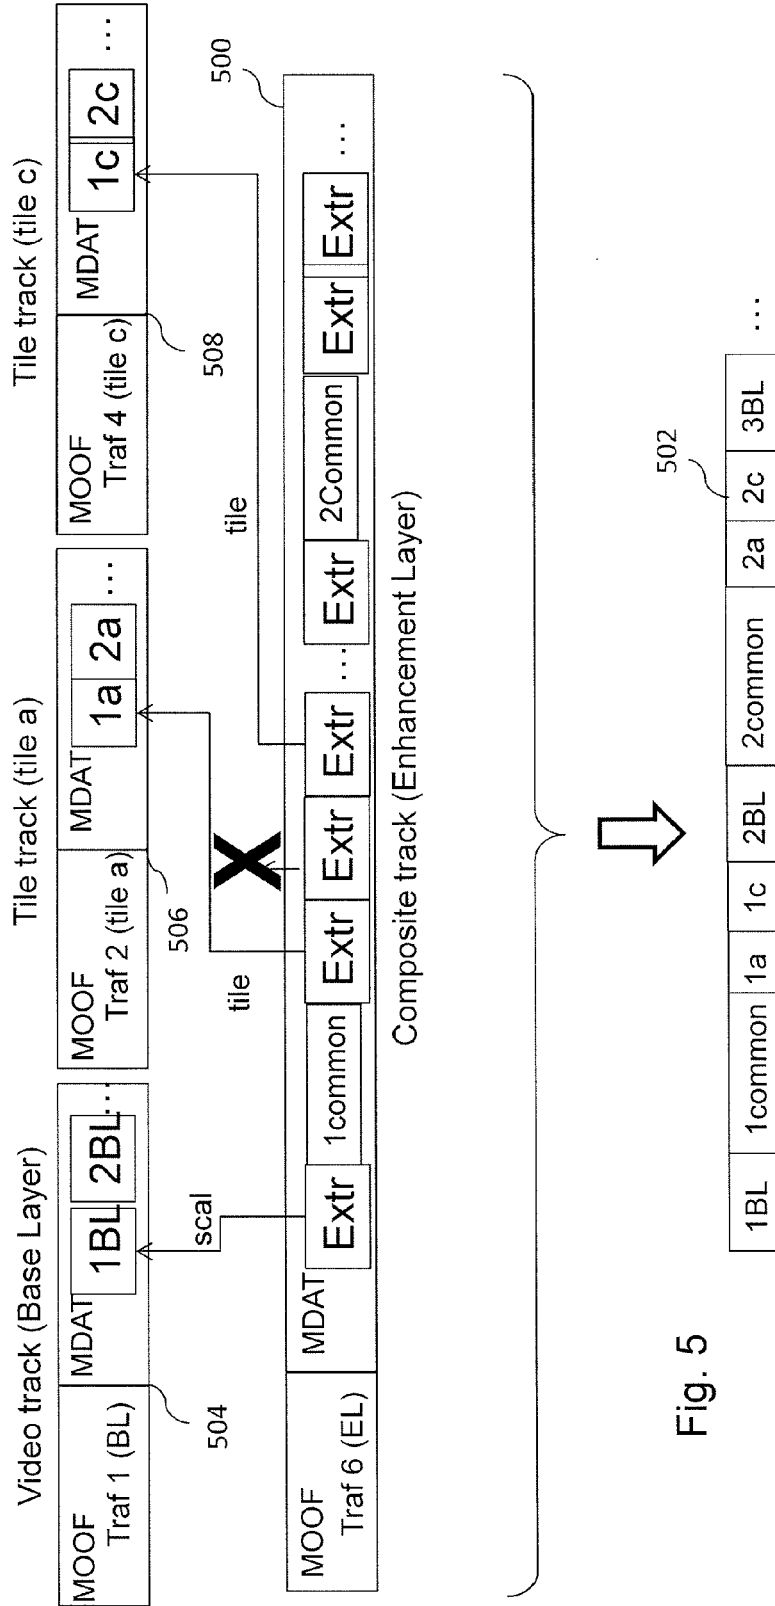 Video track (Base Layer)
Tile track (tile a)
Tile track (tile c)
MOOF
Traf 1 (BL)
MDAT
1BL
2BL
...
MOOF
Traf 2 (tile a)
MDAT
1a
2a
...
MOOF
Traf 4 (tile c)
MDAT
1c
2c
...
504
506
508
scal
tile
tile
500
X
MOOF
Traf 6 (EL)
MDAT
Extr
1common
Extr
Extr
Extr
...
Extr
2Common
Extr
Extr
...
Composite track (Enhancement Layer)
502
1BL
1common
1a
1c
2BL
2common
2a
2c
3BL
...
Fig. 5